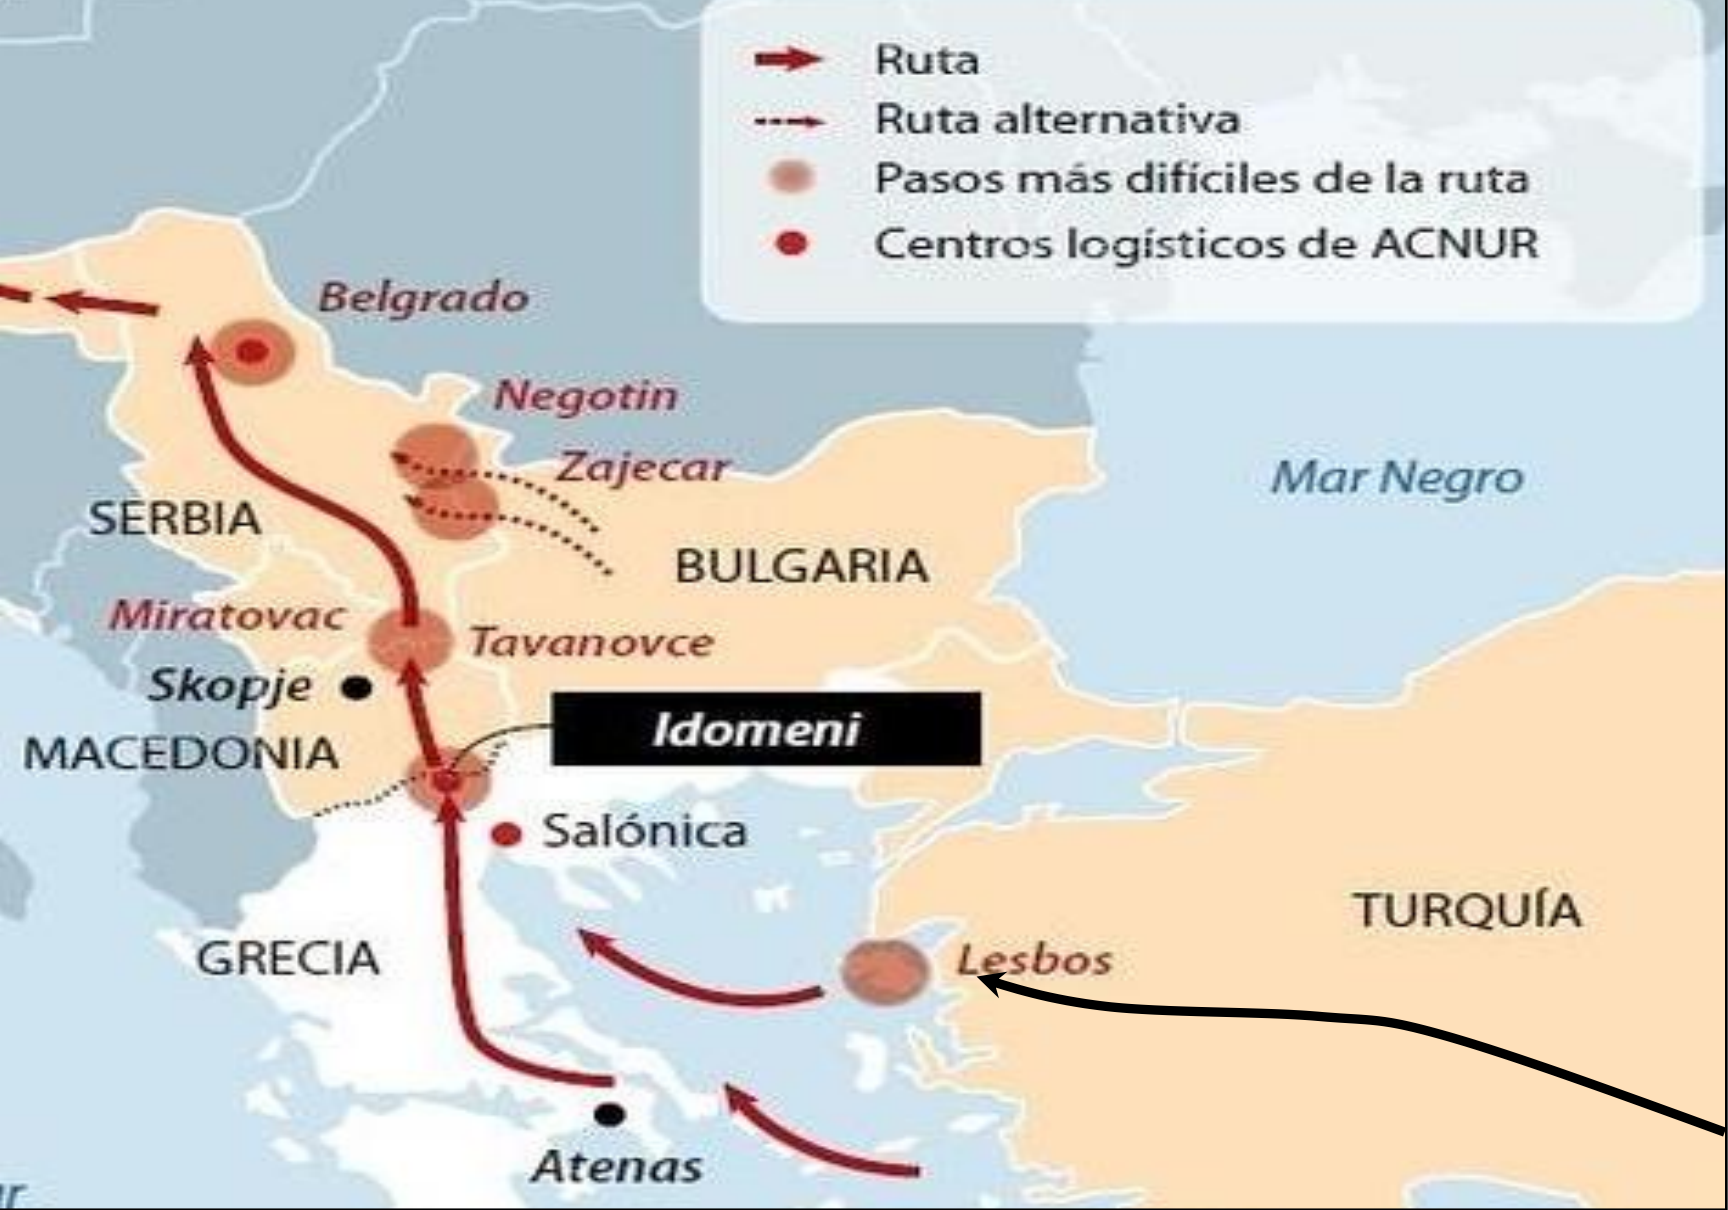 Ruta
Ruta alternativa
Pasos más difíciles de la ruta
Centros logísticos de ACNUR
Belgrado
Negotin
Zajecar
Mar Negro
SERBIA
BULGARIA
Miratovac
Tavanovce
Skopje
Idomeni
MACEDONIA
Salónica
TURQUÍA
GRECIA
Lesbos
Atenas